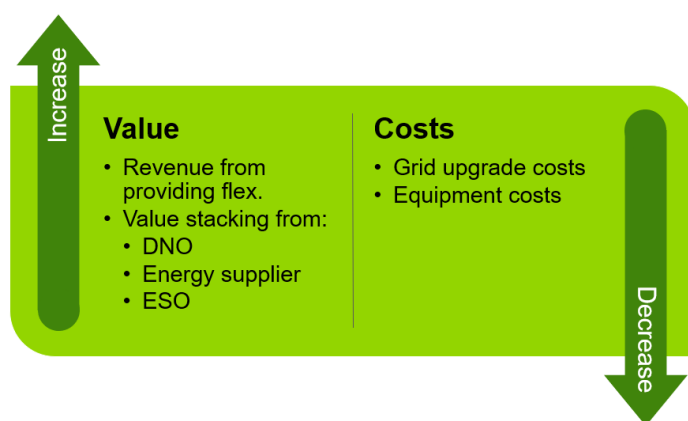 Increase
Value
• Revenue from
providing flex.
• Value stacking from:
• DNO
• Energy supplier
• ESO
Costs
• Grid upgrade costs
• Equipment costs
Decrease